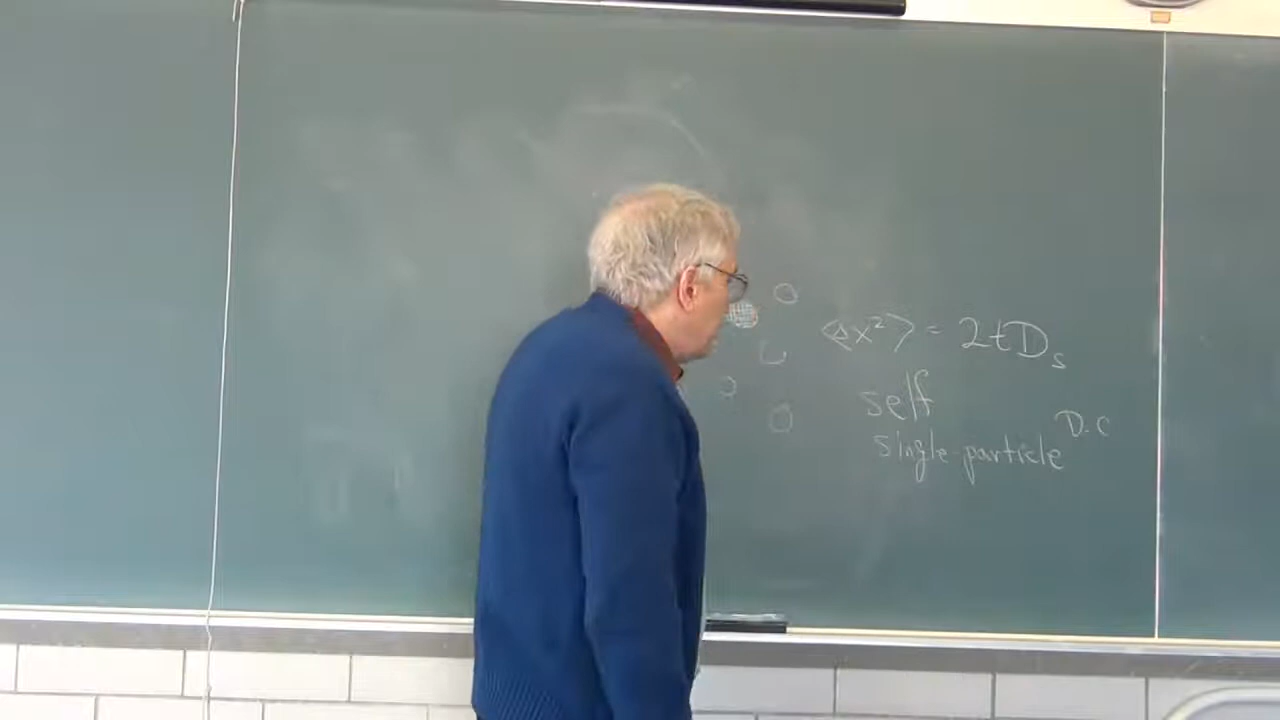 <Δx²> = 2tDₛ
self
single-particle D.C